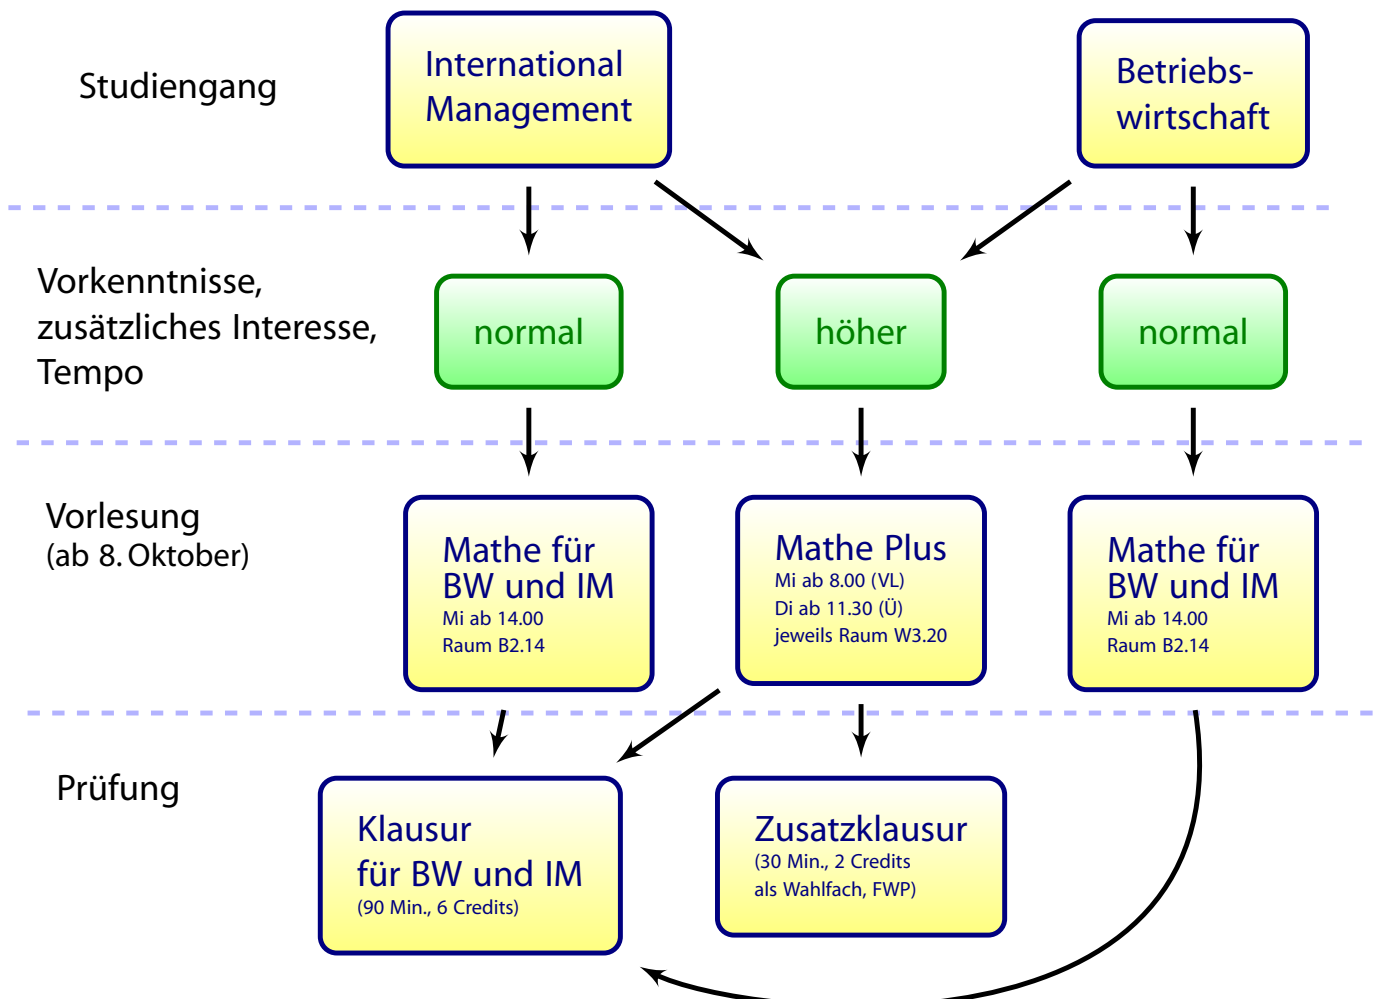 Studiengang
International
Management
Betriebs-
wirtschaft
Vorkenntnisse,
zusätzliches Interesse,
Tempo
normal
höher
normal
Vorlesung
(ab 8. Oktober)
Mathe für
BW und IM
Mi ab 14.00
Raum B2.14
Mathe Plus
Mi ab 8.00 (VL)
Di ab 11.30 (Ü)
jeweils Raum W3.20
Mathe für
BW und IM
Mi ab 14.00
Raum B2.14
Prüfung
Klausur
für BW und IM
(90 Min., 6 Credits)
Zusatzklausur
(30 Min., 2 Credits
als Wahlfach, FWP)